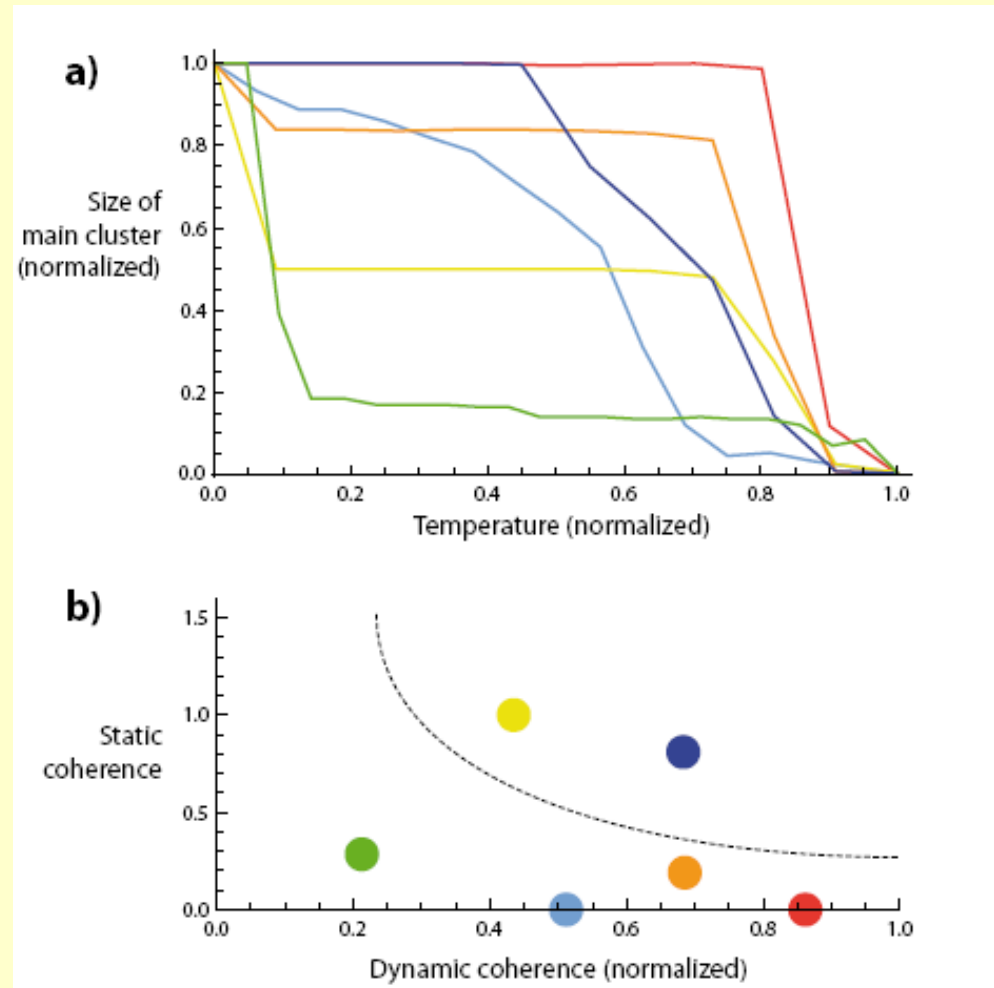 a)
1.0
0.8
0.6
0.4
0.2
0.0
Size of
main cluster
(normalized)
0.0 0.2 0.4 0.6 0.8 1.0
Temperature (normalized)
b)
1.5
1.0
0.5
0.0
Static
coherence
0.0 0.2 0.4 0.6 0.8 1.0
Dynamic coherence (normalized)